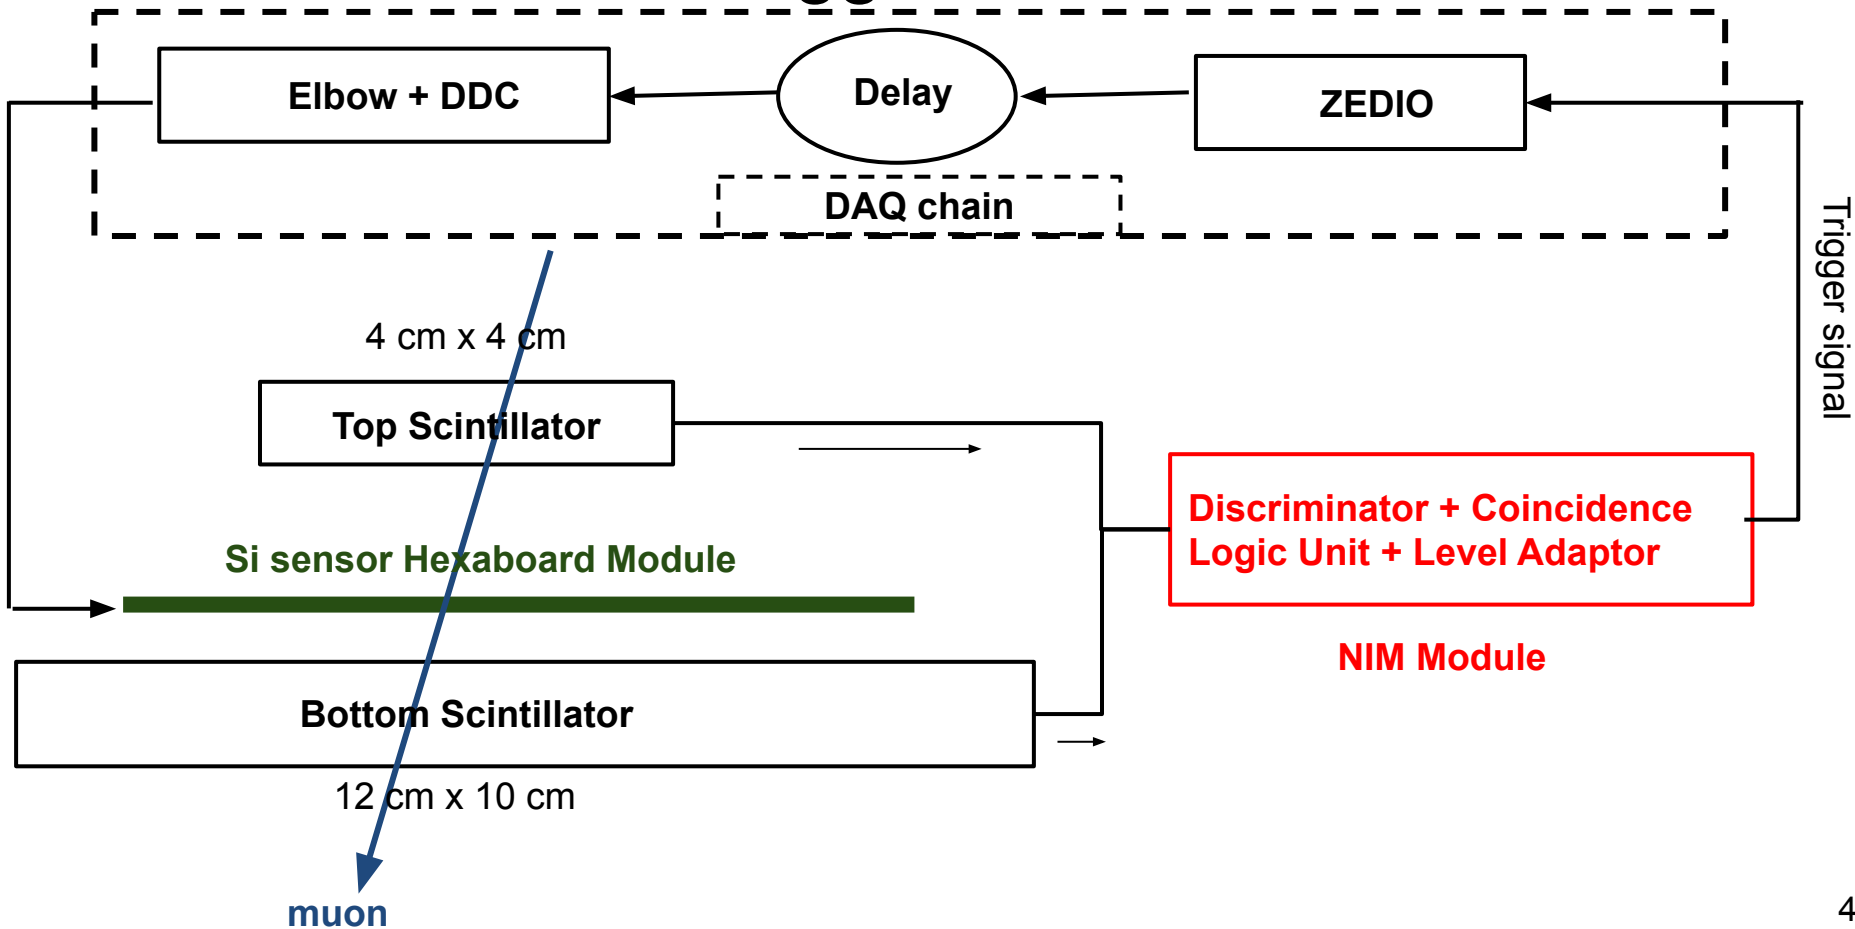 Elbow + DDC
Delay
ZEDIO
DAQ chain
Trigger signal
4 cm x 4 cm
Top Scintillator
Discriminator + Coincidence
Logic Unit + Level Adaptor
Si sensor Hexaboard Module
NIM Module
Bottom Scintillator
12 cm x 10 cm
muon
4